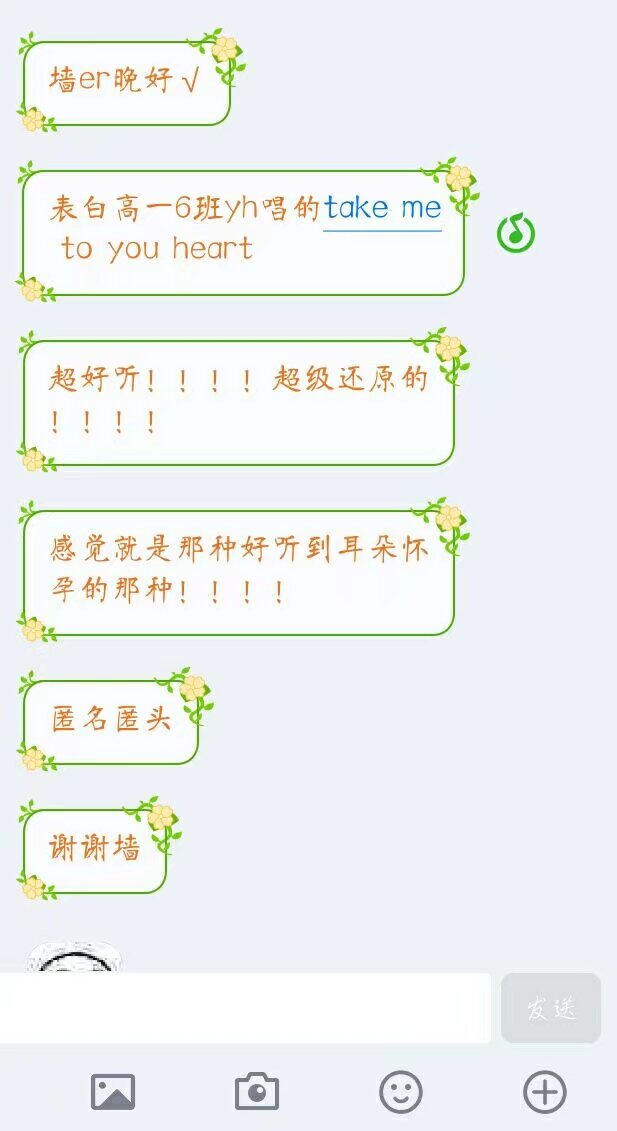 墙er晚好√
表白高一6班yh唱的take me
to you heart
超好听！！！！超级还原的
！！！！
感觉就是那种好听到耳朵怀
孕的那种！！！！
匿名匿头
谢谢墙
发送